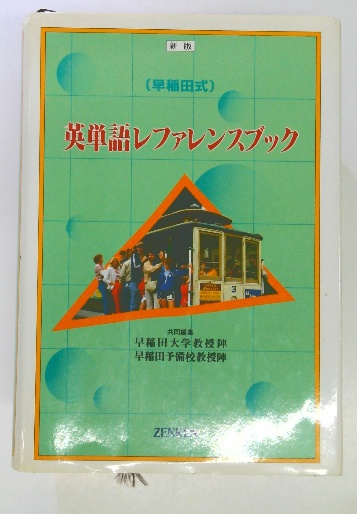 新版
〔早稲田式〕
英単語レファレンスブック
3
共同編集
早稲田大学教授陣
早稲田予備校教授陣